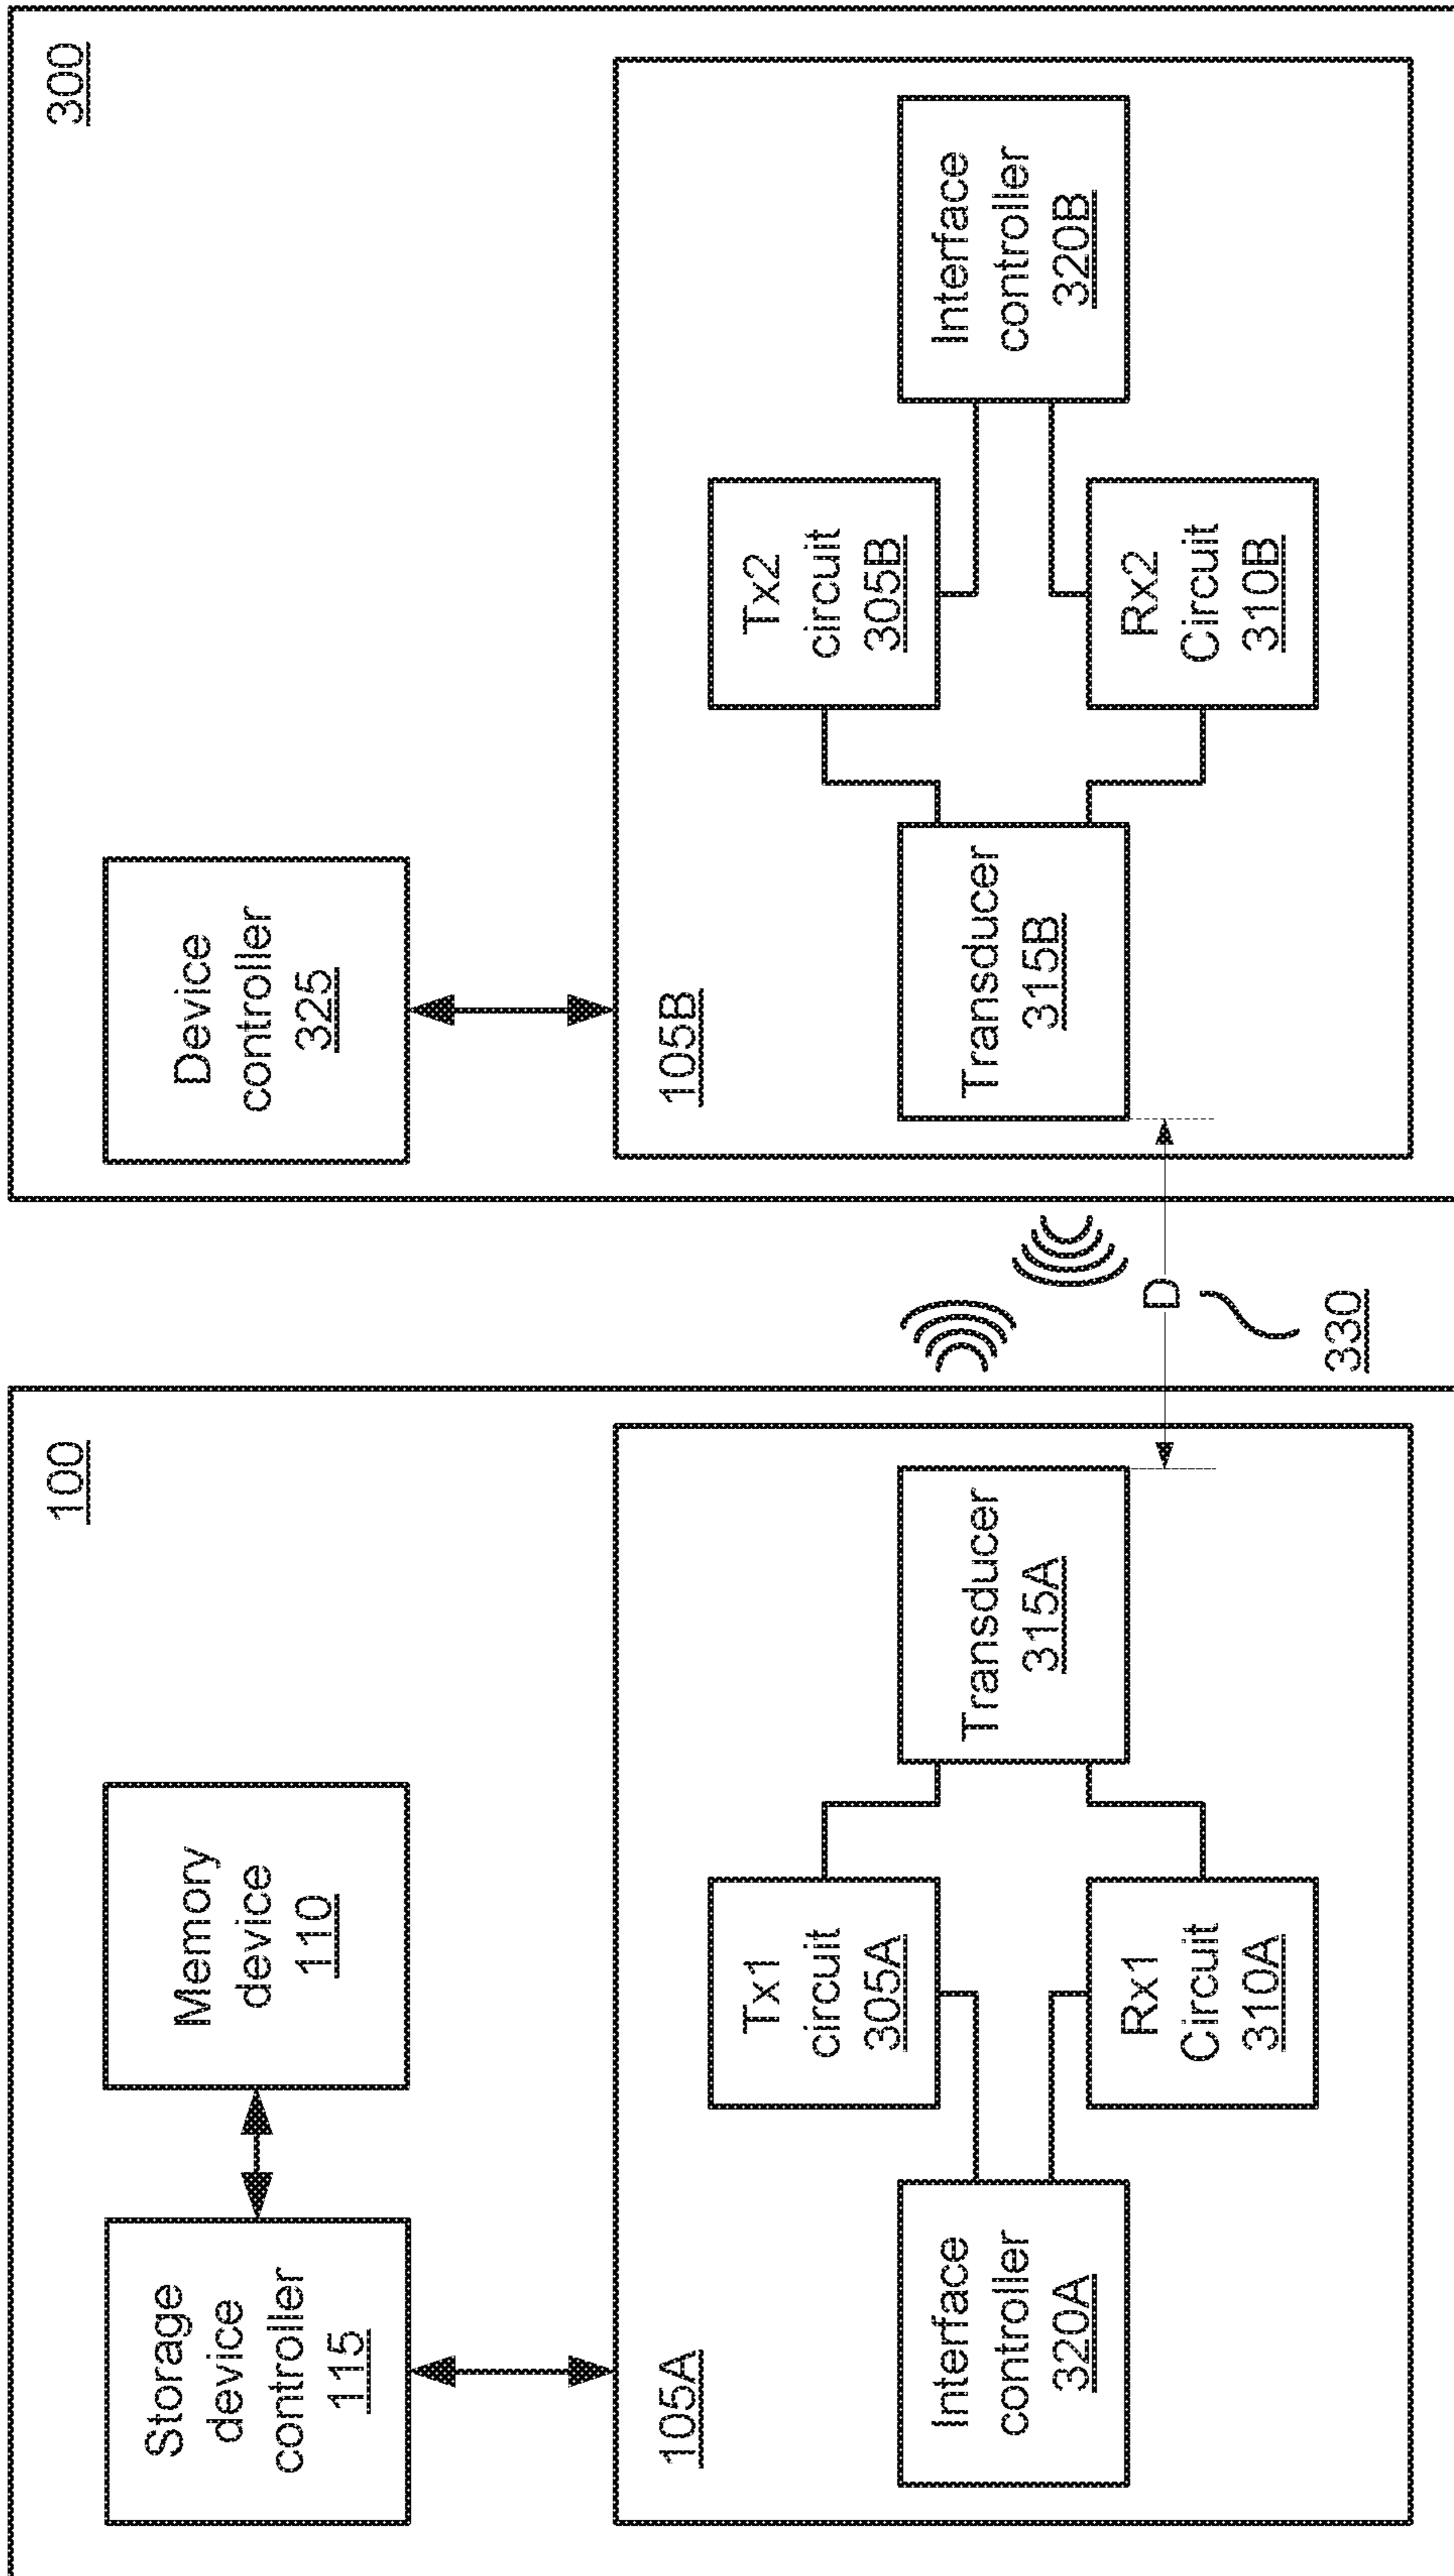 100
Storage
device
controller
115
Memory
device
110
105A
Interface
controller
320A
Tx1
circuit
305A
Rx1
Circuit
310A
Transducer
315A
D
330
300
Device
controller
325
105B
Transducer
315B
Tx2
circuit
305B
Rx2
Circuit
310B
Interface
controller
320B